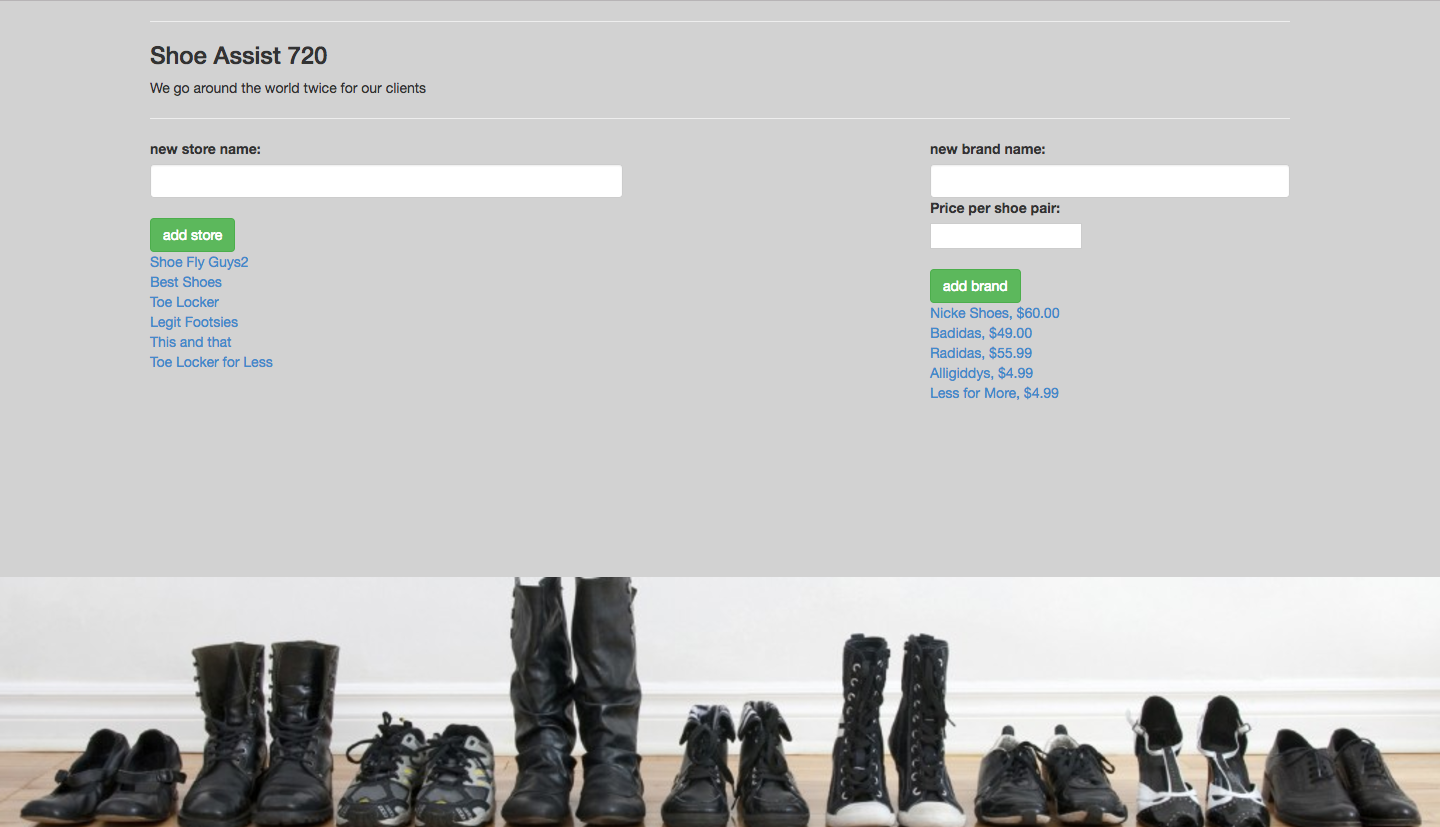 Shoe Assist 720
We go around the world twice for our clients
new store name:
add store
Shoe Fly Guys2
Best Shoes
Toe Locker
Legit Footsies
This and that
Toe Locker for Less
new brand name:
Price per shoe pair:
add brand
Nicke Shoes, $60.00
Badidas, $49.00
Radidas, $55.99
Alligiddys, $4.99
Less for More, $4.99